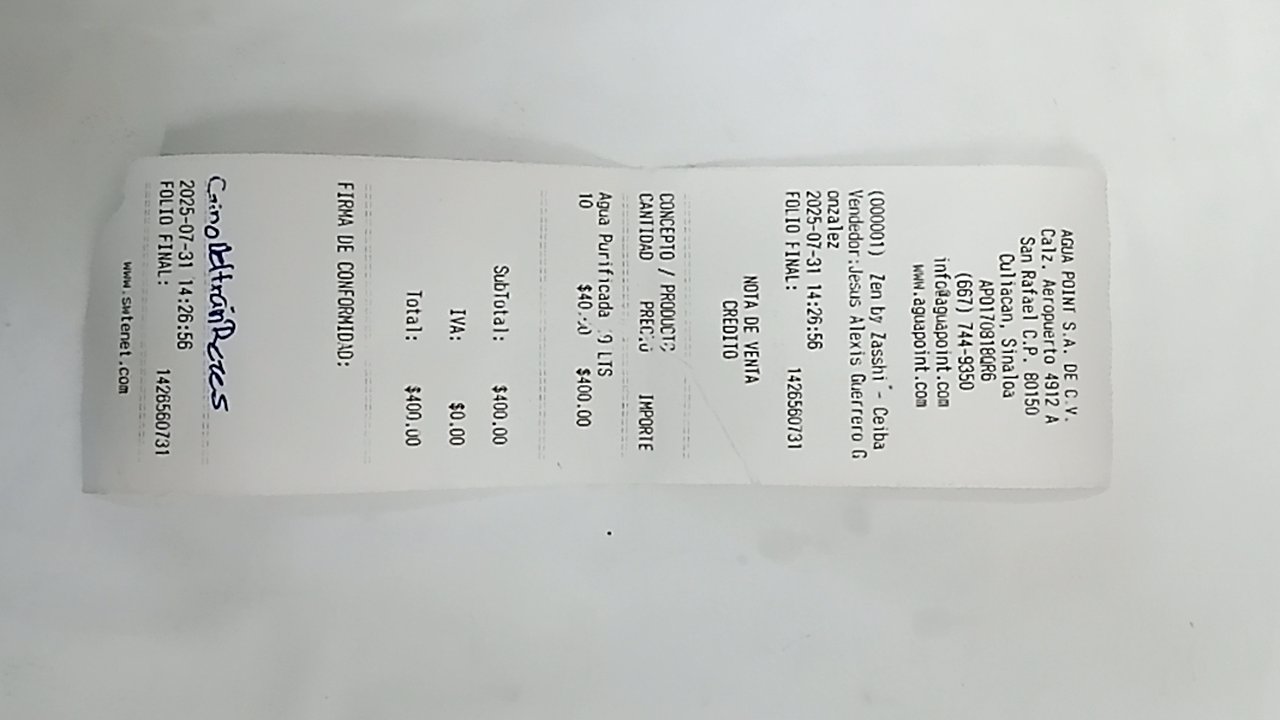 AGUA POINT S.A. DE C.V.
Calz. Aeropuerto 4912 A
San Rafael C.P. 80150
Culiacan, Sinaloa
APO170818QR6
(667) 744-9350
info@aguapoint.com
www.aguapoint.com
(000001) Zen by Zasshi - Ceiba
Vendedor:Jesus Alexis Guerrero G
onzalez
2025-07-31 14:26:56
FOLIO FINAL: 1426560731
NOTA DE VENTA
CREDITO
CONCEPTO / PRODUCTO
CANTIDAD PRECIO IMPORTE
Agua Purificada LTS
10 $40.00 $400.00
SubTotal: $400.00
IVA: $0.00
Total: $400.00
FIRMA DE CONFORMIDAD:
Beltrán
2025-07-31 14:26:56
FOLIO FINAL: 1426560731
www.swtenet.com